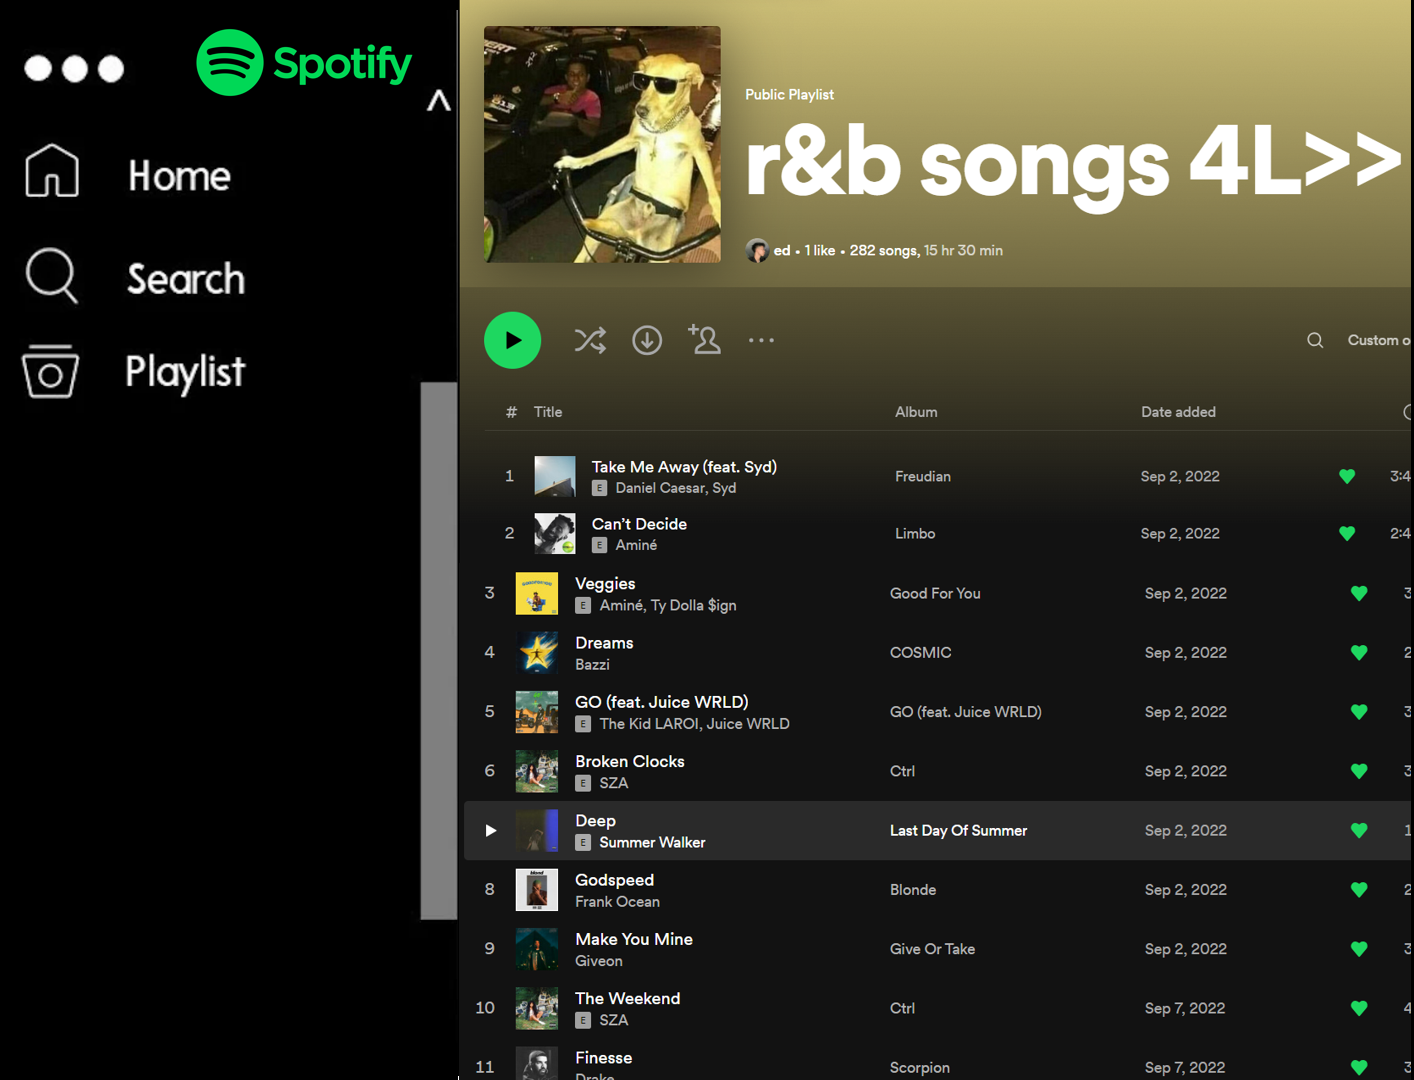 Spotify
Home
Search
Playlist
Public Playlist
r&b songs 4L>>
ed • 1 like • 282 songs, 15 hr 30 min
Custom o
# Title Album Date added
1 Take Me Away (feat. Syd) Freudian Sep 2, 2022 3:4
E Daniel Caesar, Syd
2 Can't Decide Limbo Sep 2, 2022 2:4
E Aminé
3 Veggies Good For You Sep 2, 2022 3
E Aminé, Ty Dolla $ign
4 Dreams COSMIC Sep 2, 2022 2
Bazzi
5 GO (feat. Juice WRLD) GO (feat. Juice WRLD) Sep 2, 2022 3
E The Kid LAROI, Juice WRLD
6 Broken Clocks Ctrl Sep 2, 2022 3
E SZA
Deep Last Day Of Summer Sep 2, 2022 1
E Summer Walker
8 Godspeed Blonde Sep 2, 2022 2
Frank Ocean
9 Make You Mine Give Or Take Sep 2, 2022 3
Giveon
10 The Weekend Ctrl Sep 7, 2022 4
E SZA
11 Finesse Scorpion Sep 7, 2022 3
Drake